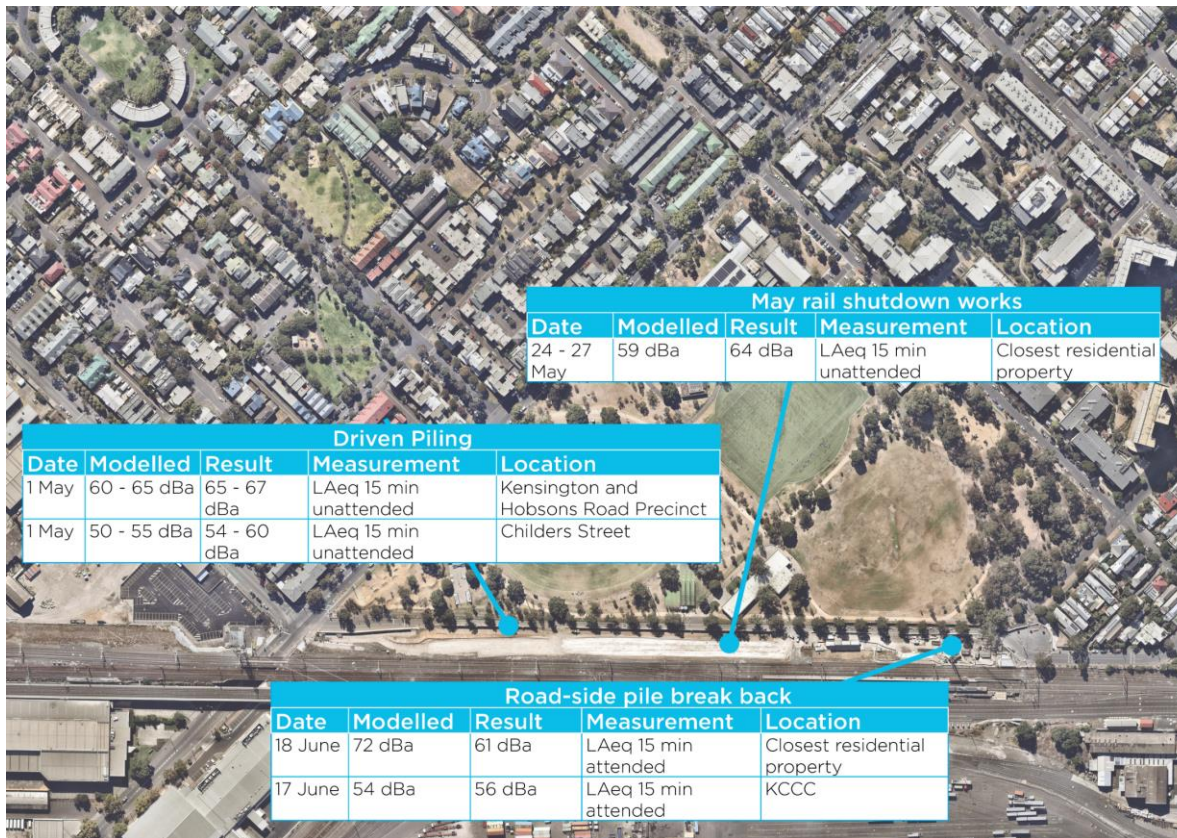 May rail shutdown works
Date Modelled Result Measurement Location
24 - 27 59 dBa 64 dBa LAeq 15 min Closest residential
May unattended property
Driven Piling
Date Modelled Result Measurement Location
1 May 60 - 65 dBa 65 - 67 LAeq 15 min Kensington and
dBa unattended Hobsons Road Precinct
1 May 50 - 55 dBa 54 - 60 LAeq 15 min Childers Street
dBa unattended
Road-side pile break back
Date Modelled Result Measurement Location
18 June 72 dBa 61 dBa LAeq 15 min Closest residential
attended property
17 June 54 dBa 56 dBa LAeq 15 min KCCC
attended